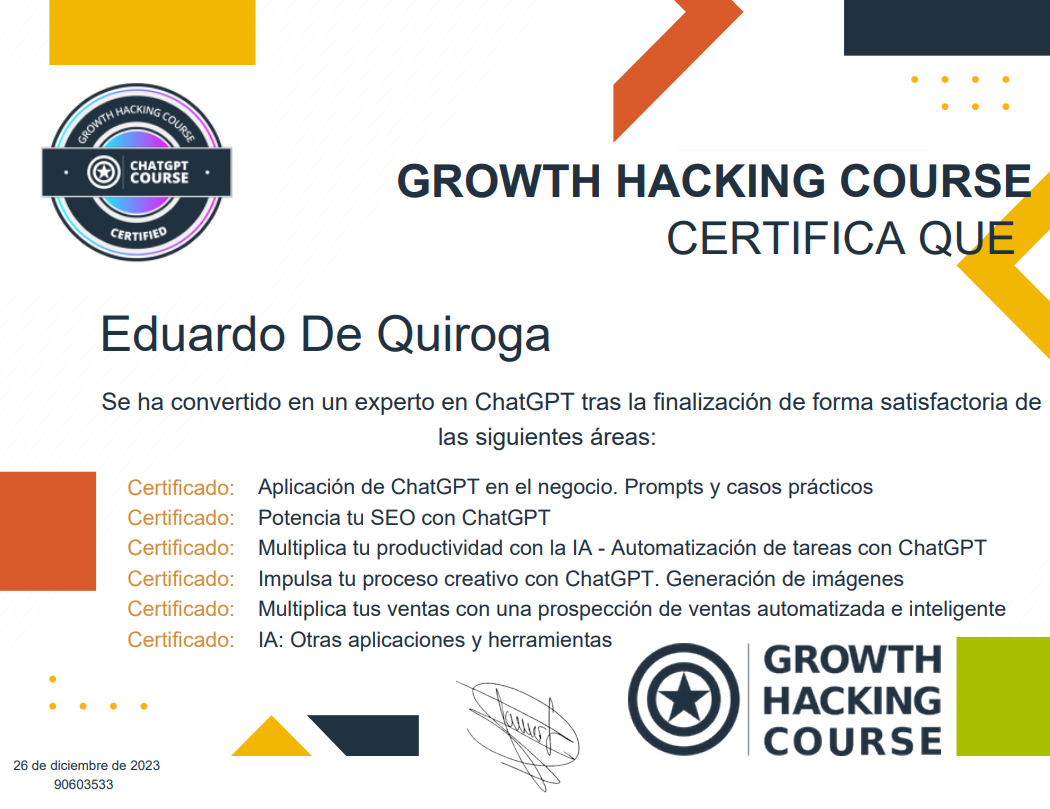 GROWTH HACKING COURSE
CHATGPT
COURSE
CERTIFIED
GROWTH HACKING COURSE
CERTIFICA QUE
Eduardo De Quiroga
Se ha convertido en un experto en ChatGPT tras la finalización de forma satisfactoria de
las siguientes áreas:
Certificado: Aplicación de ChatGPT en el negocio. Prompts y casos prácticos
Certificado: Potencia tu SEO con ChatGPT
Certificado: Multiplica tu productividad con la IA - Automatización de tareas con ChatGPT
Certificado: Impulsa tu proceso creativo con ChatGPT. Generación de imágenes
Certificado: Multiplica tus ventas con una prospección de ventas automatizada e inteligente
Certificado: IA: Otras aplicaciones y herramientas
GROWTH
HACKING
COURSE
26 de diciembre de 2023
90603533